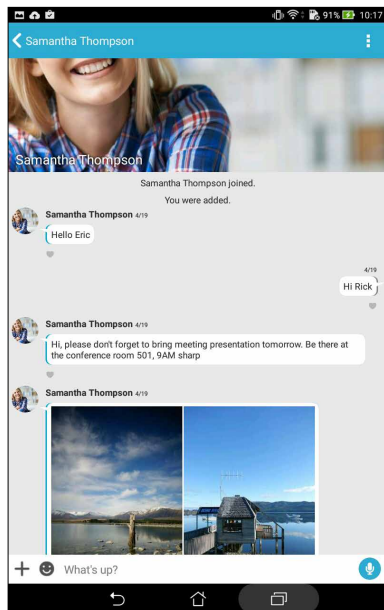 91% 10:17
Samantha Thompson
Samantha Thompson
Samantha Thompson joined.
You were added.
Samantha Thompson 4/19
Hello Eric
4/19
Hi Rick
Samantha Thompson 4/19
Hi, please don't forget to bring meeting presentation tomorrow. Be there at
the conference room 501, 9AM sharp
Samantha Thompson 4/19
What's up?